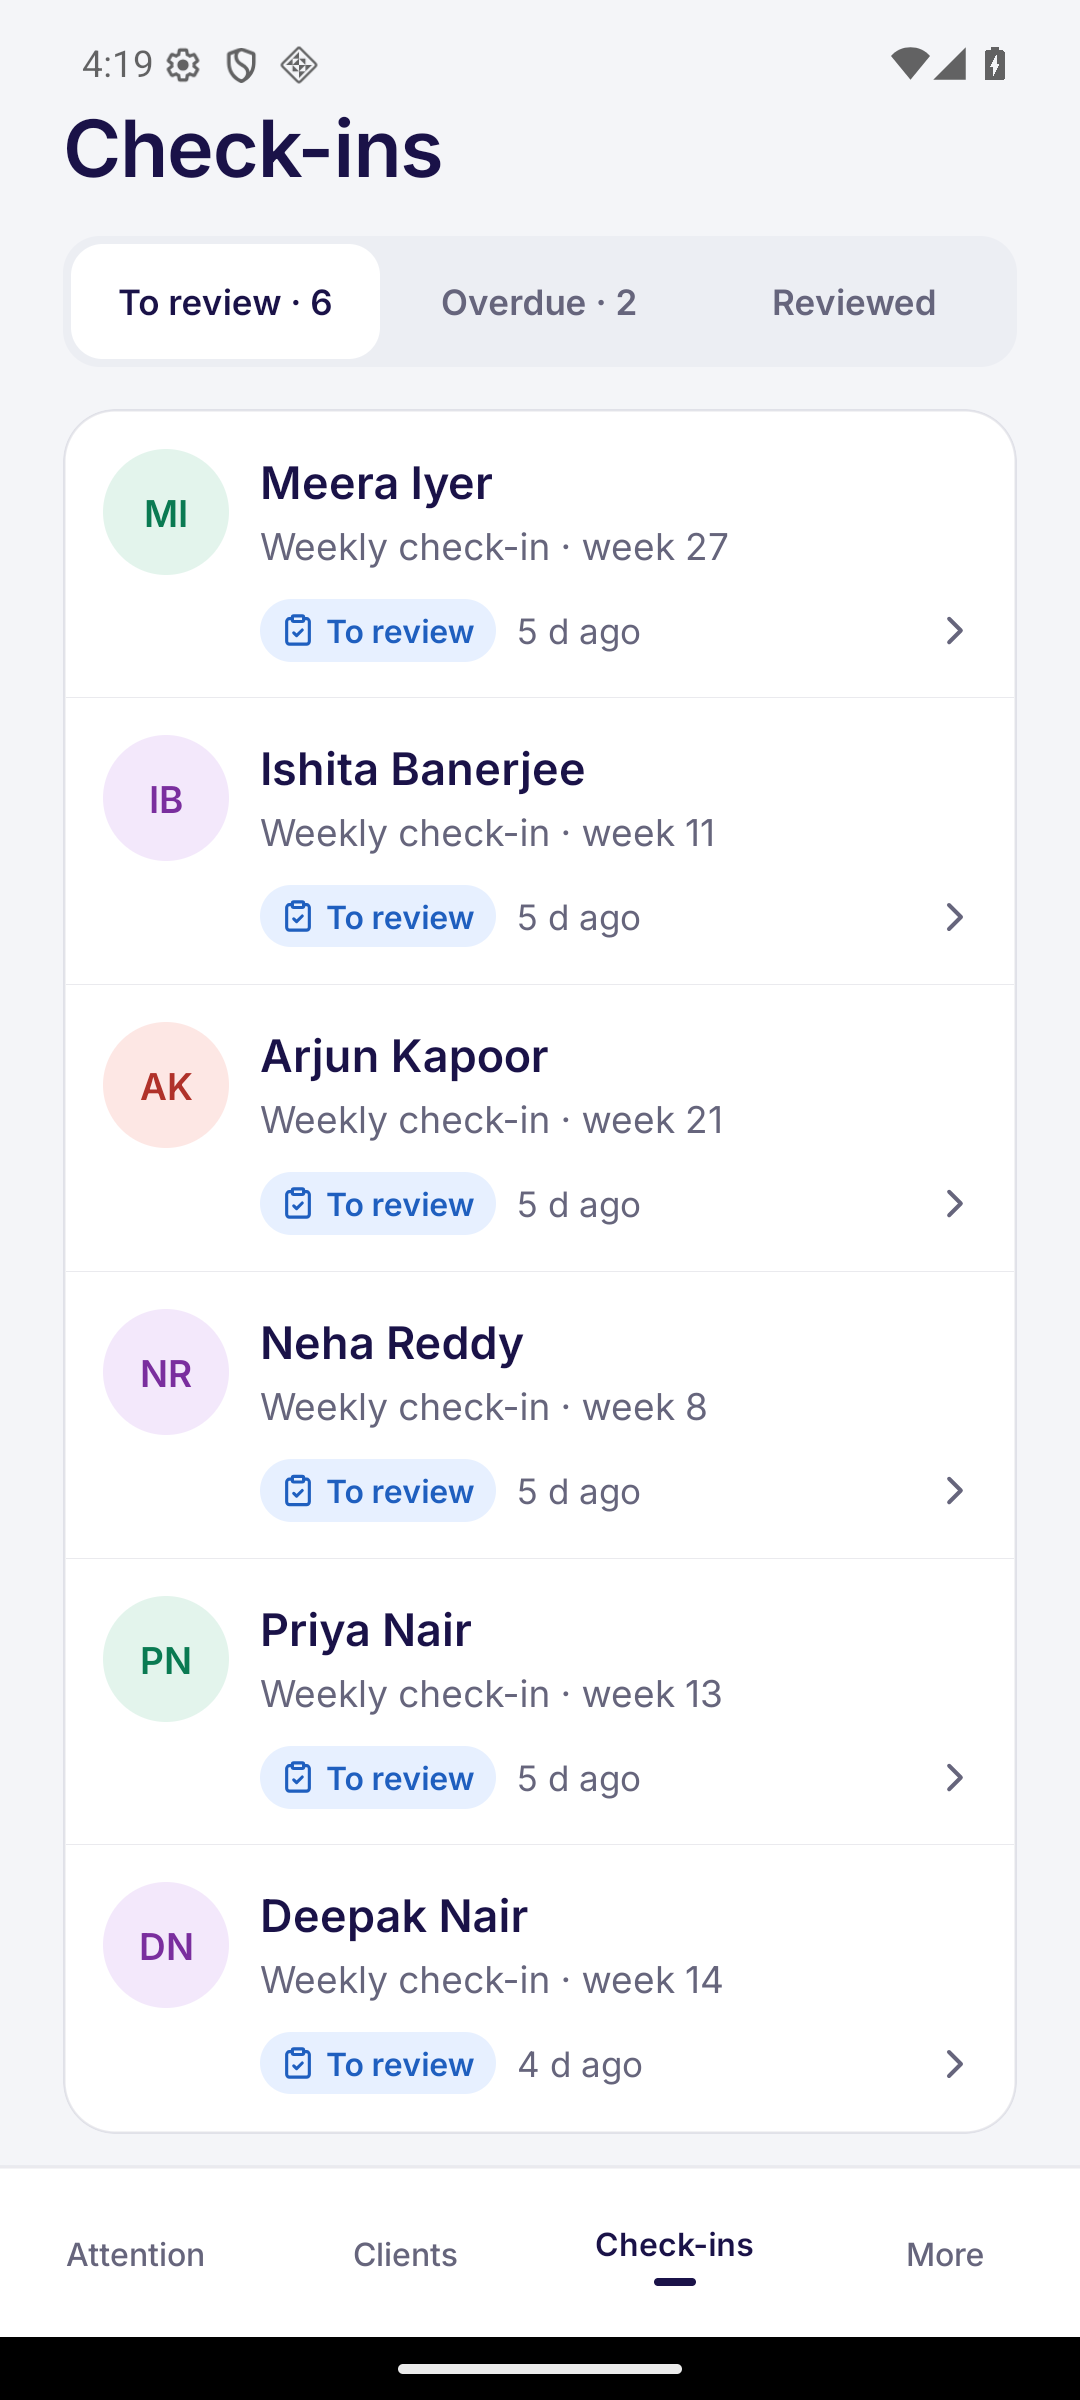 4:19
Check-ins
To review · 6
Overdue · 2
Reviewed
MI
Meera Iyer
Weekly check-in · week 27
To review
5 d ago
IB
Ishita Banerjee
Weekly check-in · week 11
To review
5 d ago
AK
Arjun Kapoor
Weekly check-in · week 21
To review
5 d ago
NR
Neha Reddy
Weekly check-in · week 8
To review
5 d ago
PN
Priya Nair
Weekly check-in · week 13
To review
5 d ago
DN
Deepak Nair
Weekly check-in · week 14
To review
4 d ago
Attention
Clients
Check-ins
More